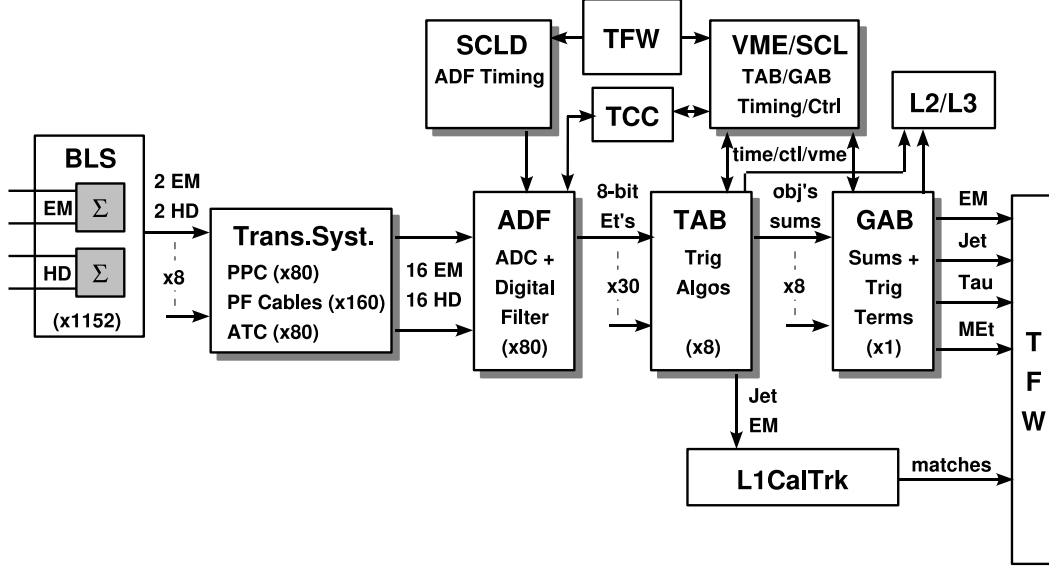 SCLD
ADF Timing
TFW
VME/SCL
TAB/GAB
Timing/Ctrl
TCC
L2/L3
BLS
EM Σ
HD Σ
(x1152)
2 EM
2 HD
x8
Trans.Syst.
PPC (x80)
PF Cables (x160)
ATC (x80)
16 EM
16 HD
ADF
ADC +
Digital
Filter
(x80)
8-bit
Et's
x30
time/ctl/vme
TAB
Trig
Algos
(x8)
obj's
sums
x8
GAB
Sums +
Trig
Terms
(x1)
EM
Jet
Tau
MEt
T
F
W
Jet
EM
L1CalTrk
matches